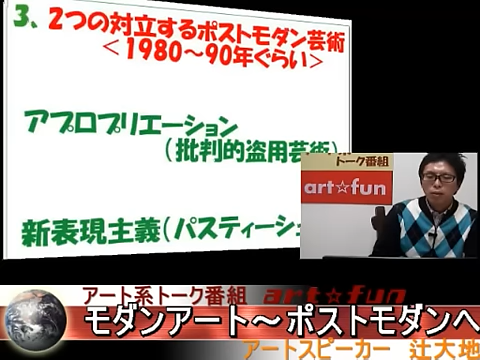 3、2つの対立するポストモダン芸術
<1980～90年ぐらい>
アプロプリエーション
(批判的盗用芸術)
新表現主義(パスティーシュ
トーク番組
art☆fun
アート系トーク番組 art☆fun
モダンアート～ポストモダンへ
アートスピーカー 辻大地